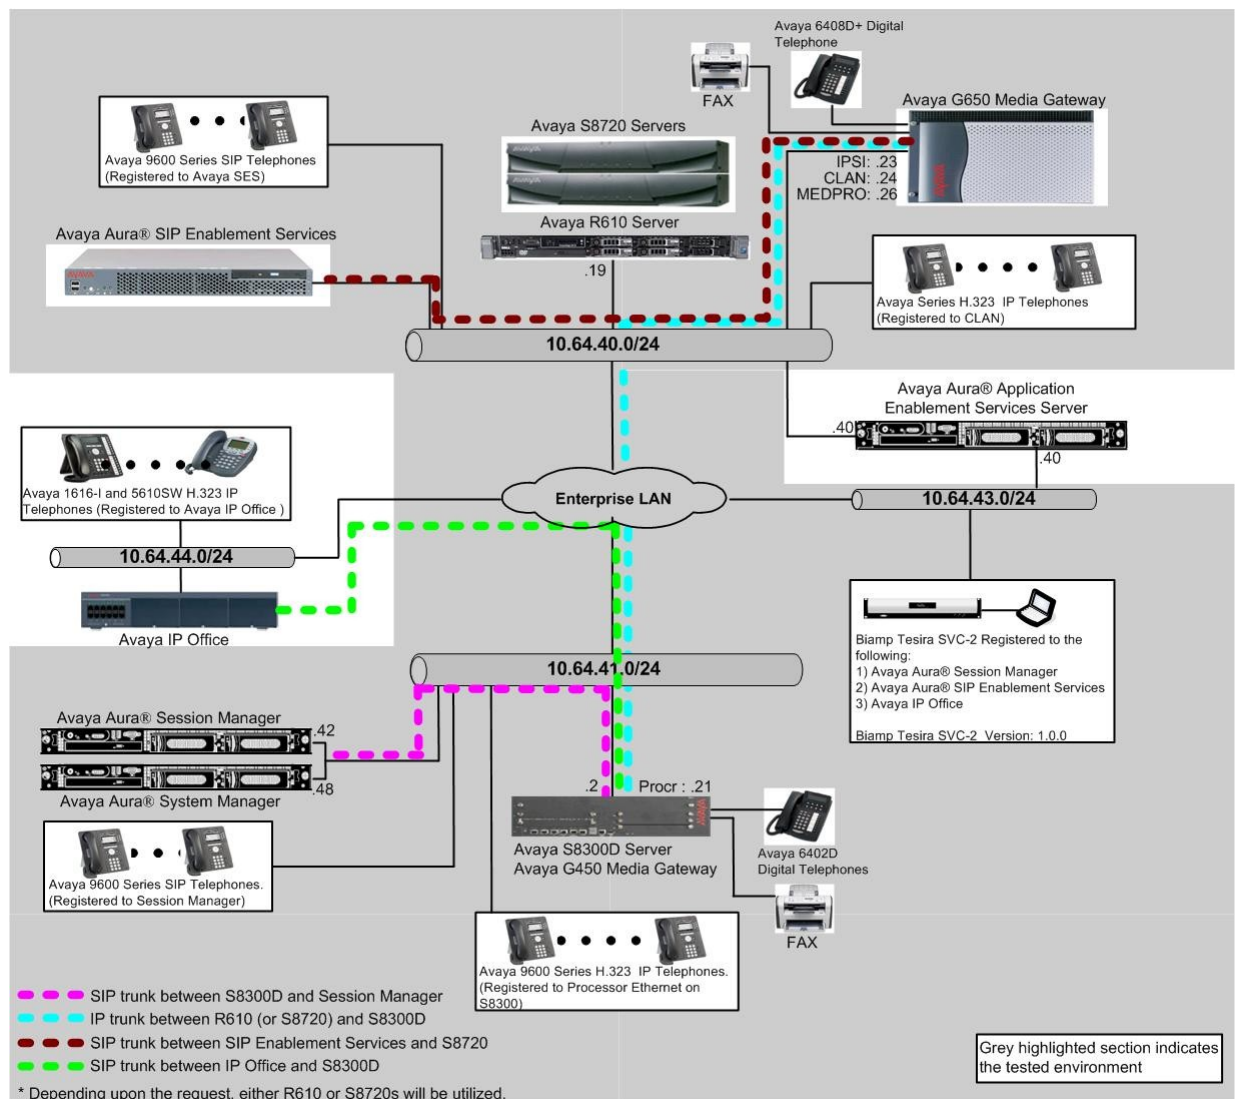 Avaya 6408D+ Digital
Telephone
FAX
Avaya G650 Media Gateway
Avaya S8720 Servers
IPSI: .23
CLAN: .24
MEDPRO: .26
Avaya 9600 Series SIP Telephones
(Registered to Avaya SES)
Avaya R610 Server
.19
Avaya Aura® SIP Enablement Services
AVAYA
Avaya Series H.323 IP Telephones
(Registered to CLAN)
10.64.40.0/24
Avaya Aura® Application
Enablement Services Server
.40
.40
Avaya 1616-I and 5610SW H.323 IP
Telephones (Registered to Avaya IP Office )
Enterprise LAN
10.64.43.0/24
10.64.44.0/24
Avaya IP Office
Biamp Tesira SVC-2 Registered to the
following:
1) Avaya Aura® Session Manager
2) Avaya Aura® SIP Enablement Services
3) Avaya IP Office
Biamp Tesira SVC-2 Version: 1.0.0
10.64.41.0/24
Avaya Aura® Session Manager
.42
.48
Avaya Aura® System Manager
.2
Procr : .21
Avaya S8300D Server
Avaya G450 Media Gateway
Avaya 6402D
Digital Telephones
FAX
Avaya 9600 Series SIP Telephones.
(Registered to Session Manager)
Avaya 9600 Series H.323 IP Telephones.
(Registered to Processor Ethernet on
S8300)
SIP trunk between S8300D and Session Manager
IP trunk between R610 (or S8720) and S8300D
SIP trunk between SIP Enablement Services and S8720
SIP trunk between IP Office and S8300D
* Depending upon the request, either R610 or S8720s will be utilized.
Grey highlighted section indicates
the tested environment